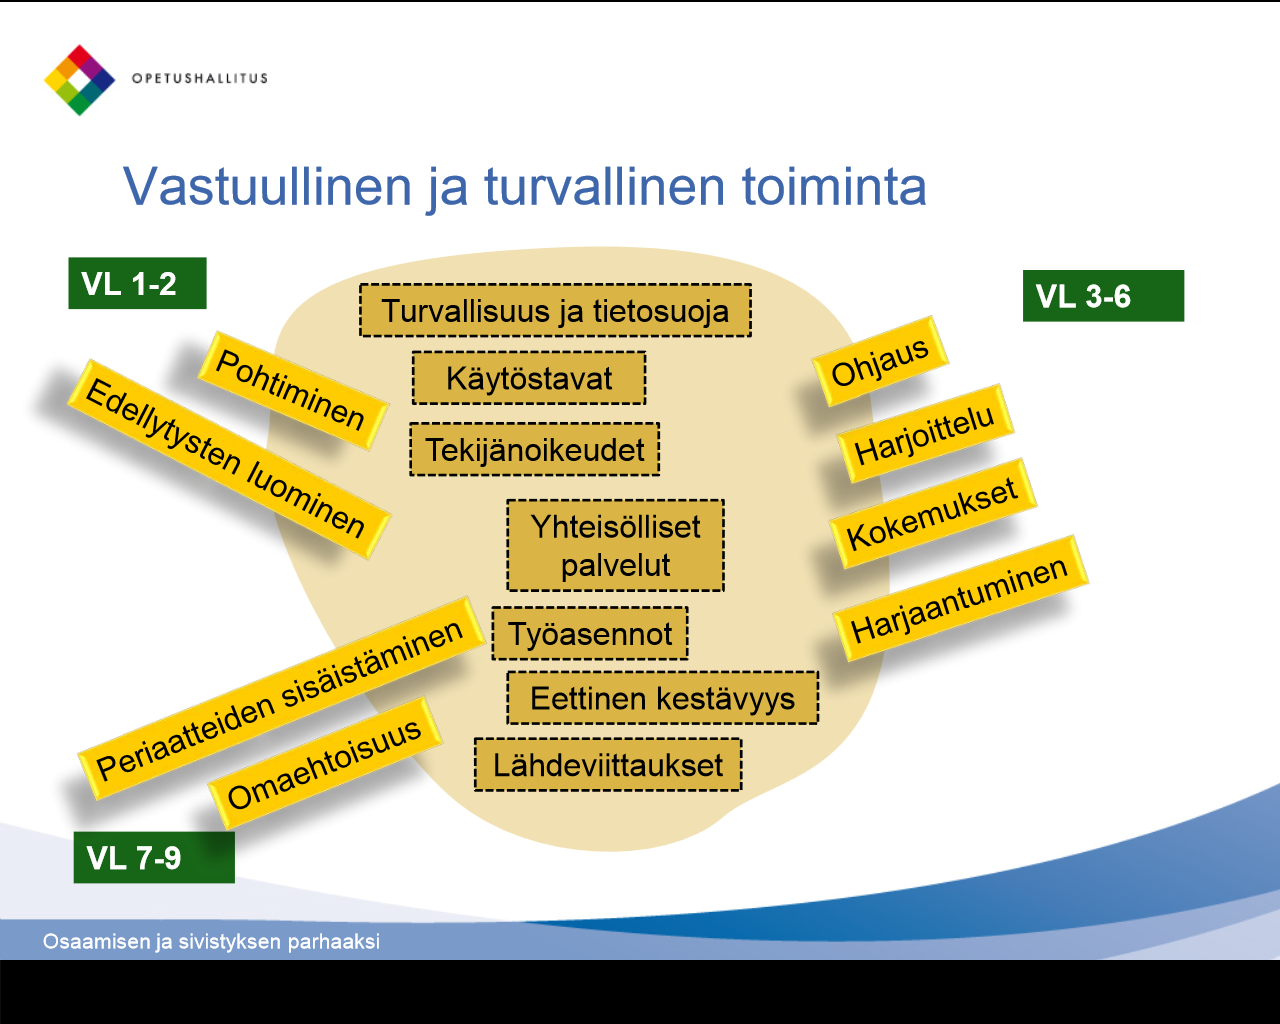 OPETUSHALLITUS
Vastuullinen ja turvallinen toiminta
VL 1-2
Pohtiminen
Edellytysten luominen
Turvallisuus ja tietosuoja
Käytöstavat
Tekijänoikeudet
Yhteisölliset
palvelut
Työasennot
Eettinen kestävyys
Lähdeviittaukset
VL 3-6
Ohjaus
Harjoittelu
Kokemukset
Harjaantuminen
Periaatteiden sisäistäminen
Omaehtoisuus
VL 7-9
Osaamisen ja sivistyksen parhaaksi